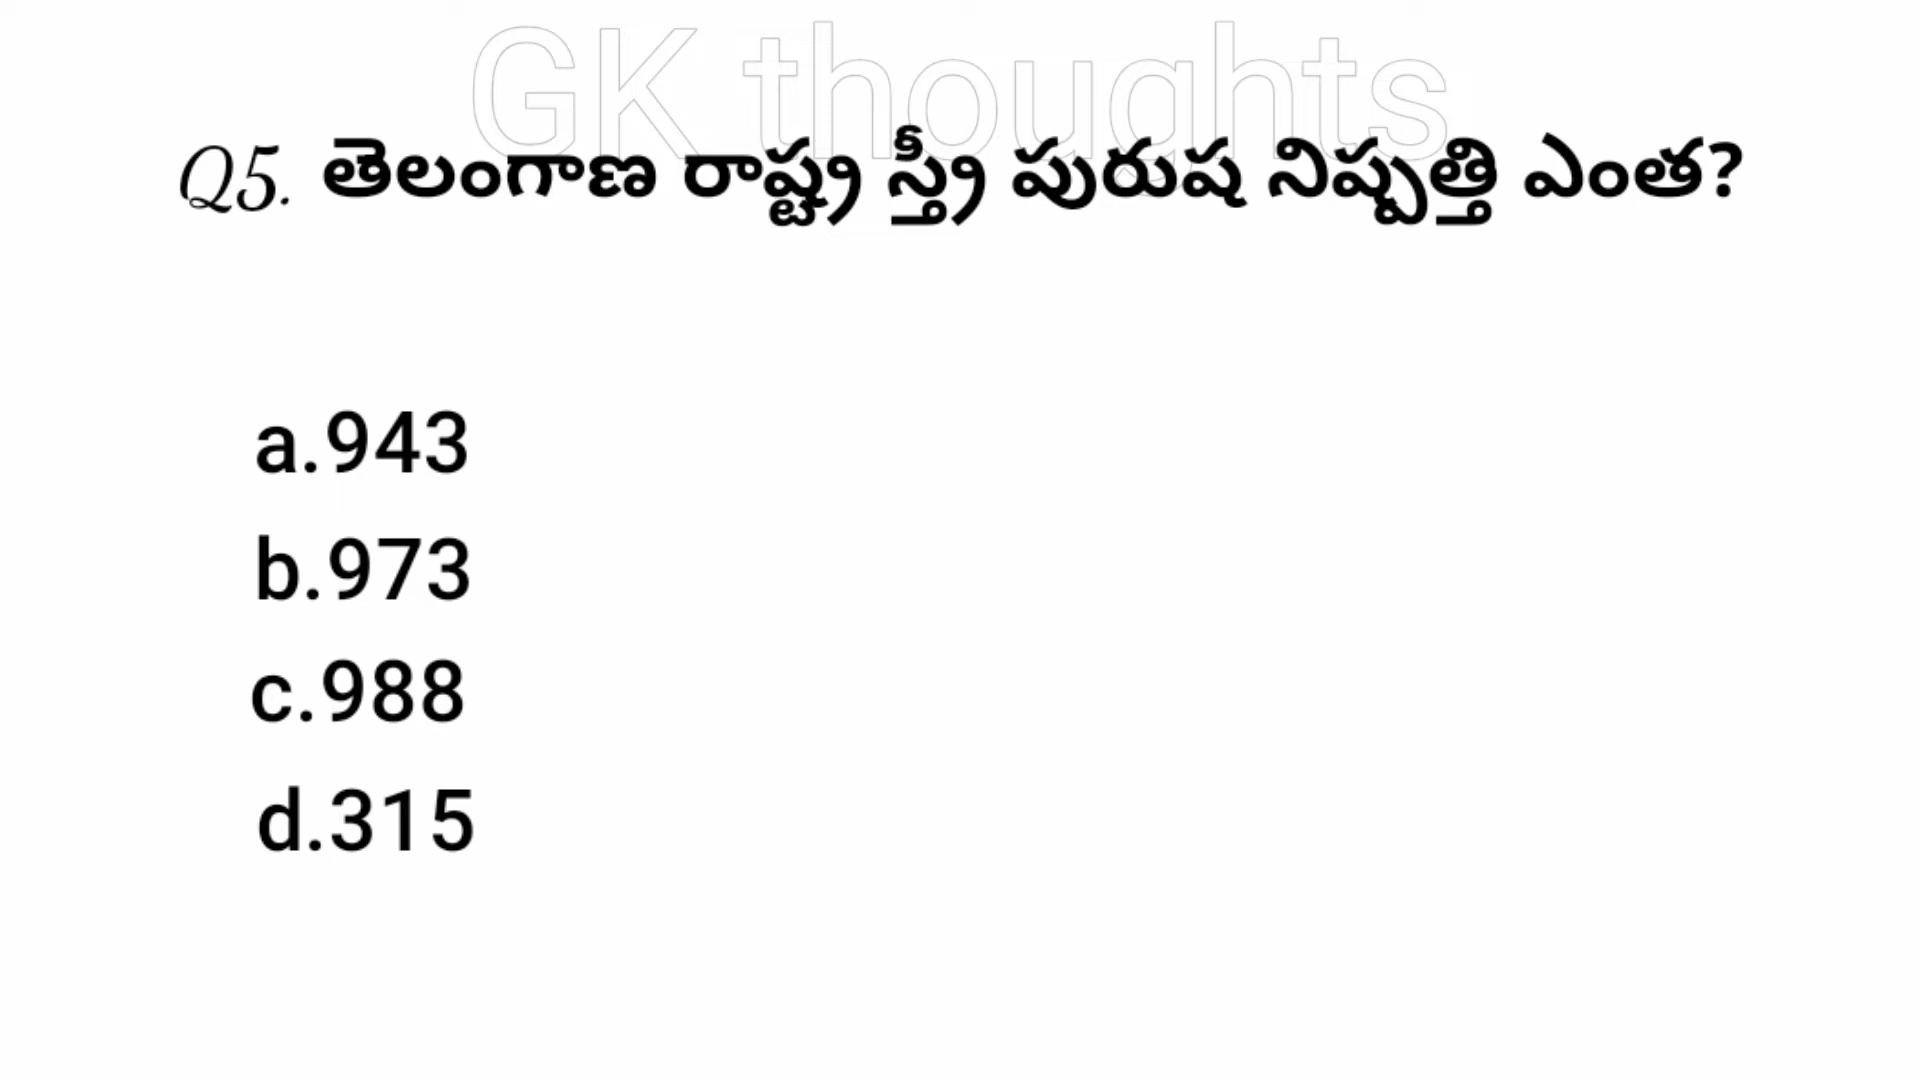 GK thoughts
Q5. తెలంగాణ రాష్ట్ర స్త్రీ పురుష నిష్పత్తి ఎంత?
a.943
b.973
c.988
d.315